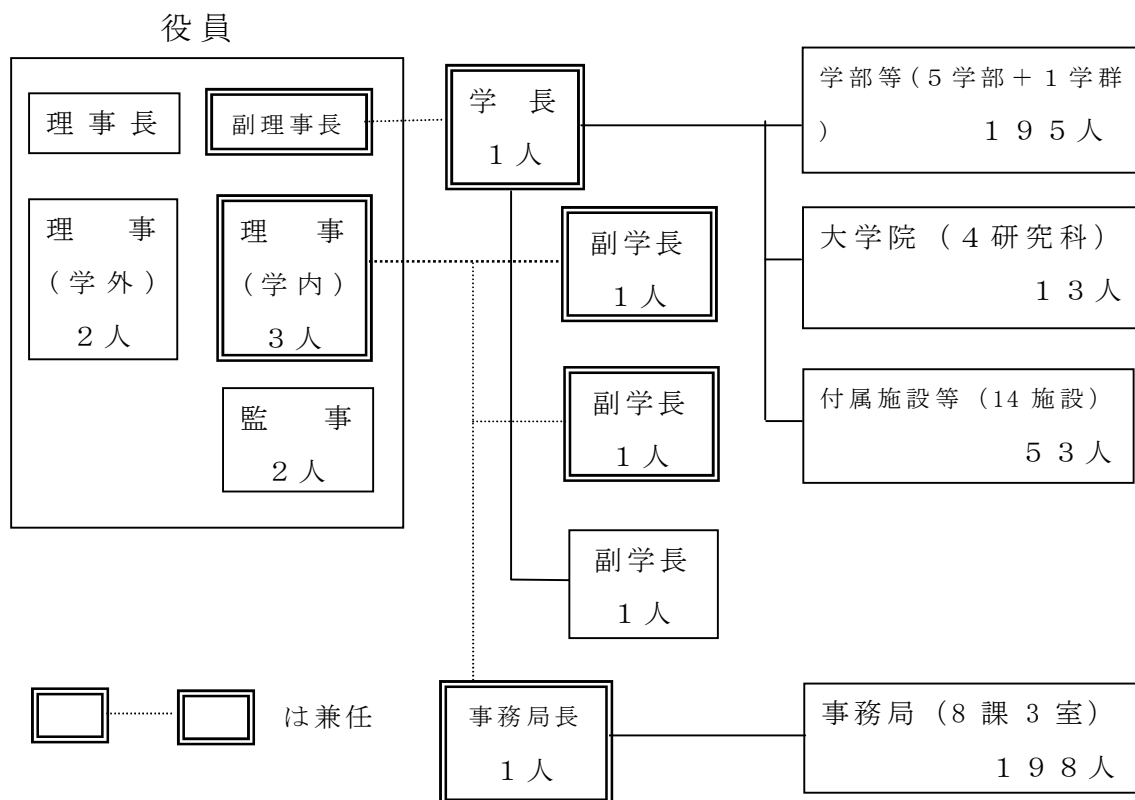 役員
理事長
副理事長
学　長
１人
学部等(５学部＋１学群
)　１９５人
理　事
(学外)
２人
理　事
(学内)
３人
副学長
１人
大学院（４研究科）
１３人
監　事
２人
副学長
１人
付属施設等（14 施設）
５３人
副学長
１人
は兼任
事務局長
１人
事務局（8 課 3 室）
１９８人